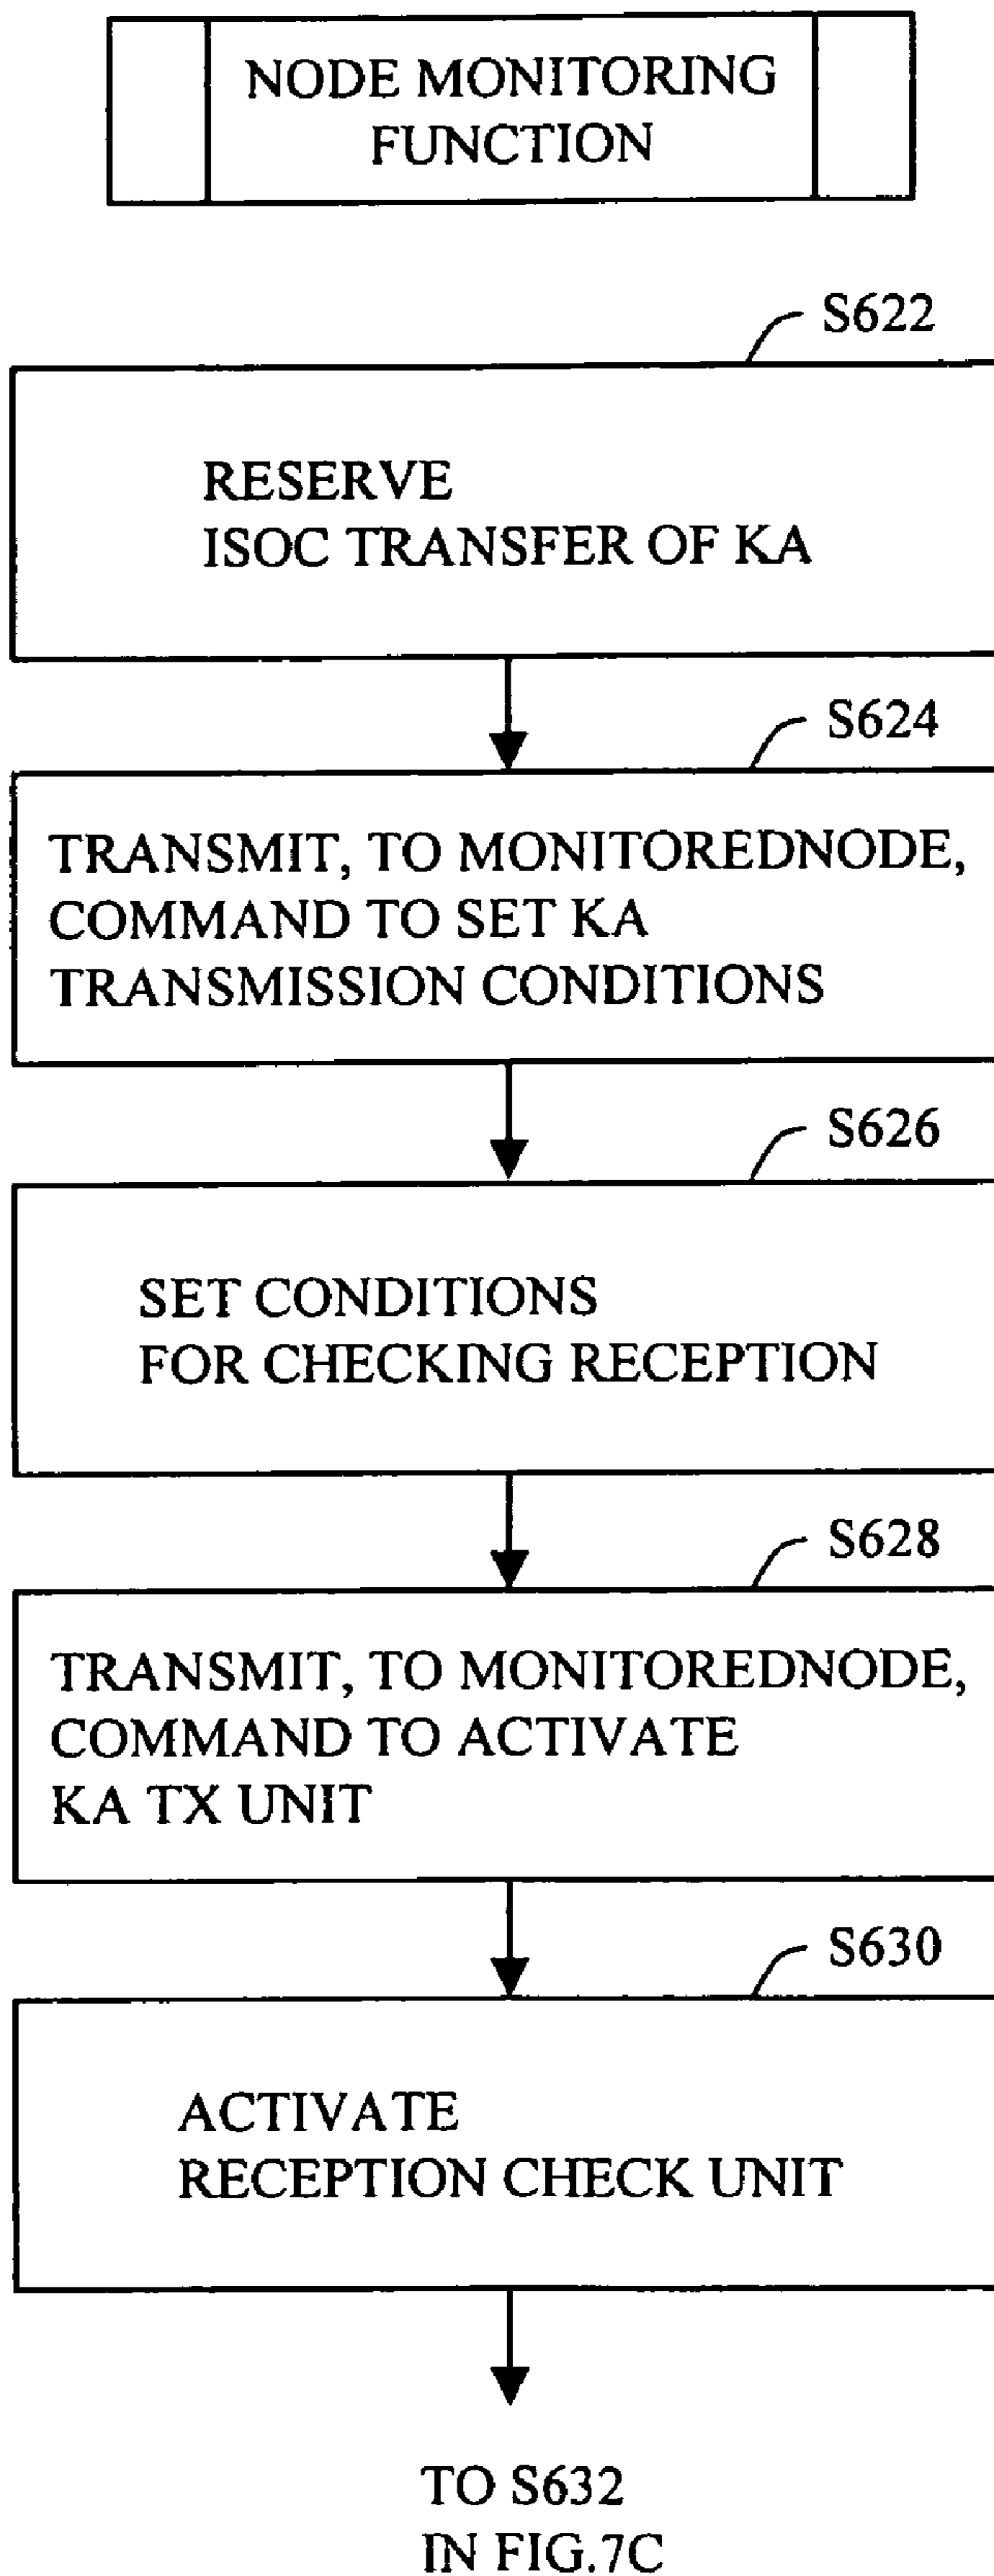 NODE MONITORING
FUNCTION
S622
RESERVE
ISOC TRANSFER OF KA
S624
TRANSMIT, TO MONITOREDNODE,
COMMAND TO SET KA
TRANSMISSION CONDITIONS
S626
SET CONDITIONS
FOR CHECKING RECEPTION
S628
TRANSMIT, TO MONITOREDNODE,
COMMAND TO ACTIVATE
KA TX UNIT
S630
ACTIVATE
RECEPTION CHECK UNIT
TO S632
IN FIG.7C